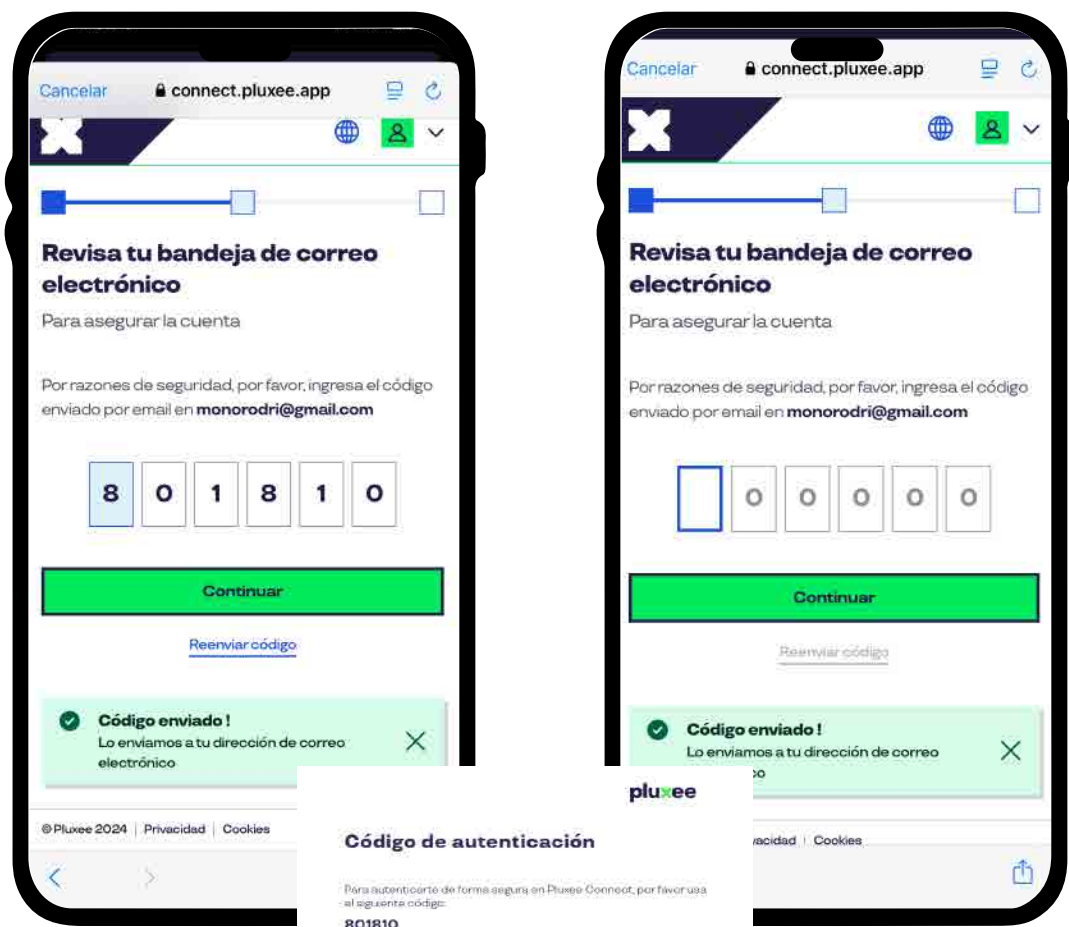 Cancelar
connect.pluxee.app
Revisa tu bandeja de correo
electrónico
Para asegurar la cuenta
Por razones de seguridad, por favor, ingresa el código
enviado por email en monorodri@gmail.com
8 0 1 8 1 0
Continuar
Reenviar código
Código enviado !
Lo enviamos a tu dirección de correo
electrónico
© Pluxee 2024 | Privacidad | Cookies
Cancelar
connect.pluxee.app
Revisa tu bandeja de correo
electrónico
Para asegurar la cuenta
Por razones de seguridad, por favor, ingresa el código
enviado por email en monorodri@gmail.com
0 0 0 0 0
Continuar
Reenviar código
Código enviado !
Lo enviamos a tu dirección de correo
co
vacidad | Cookies
pluxee
Código de autenticación
Para autenticarte de forma segura en Pluxee Connect, por favor usa
el siguiente código:
801810